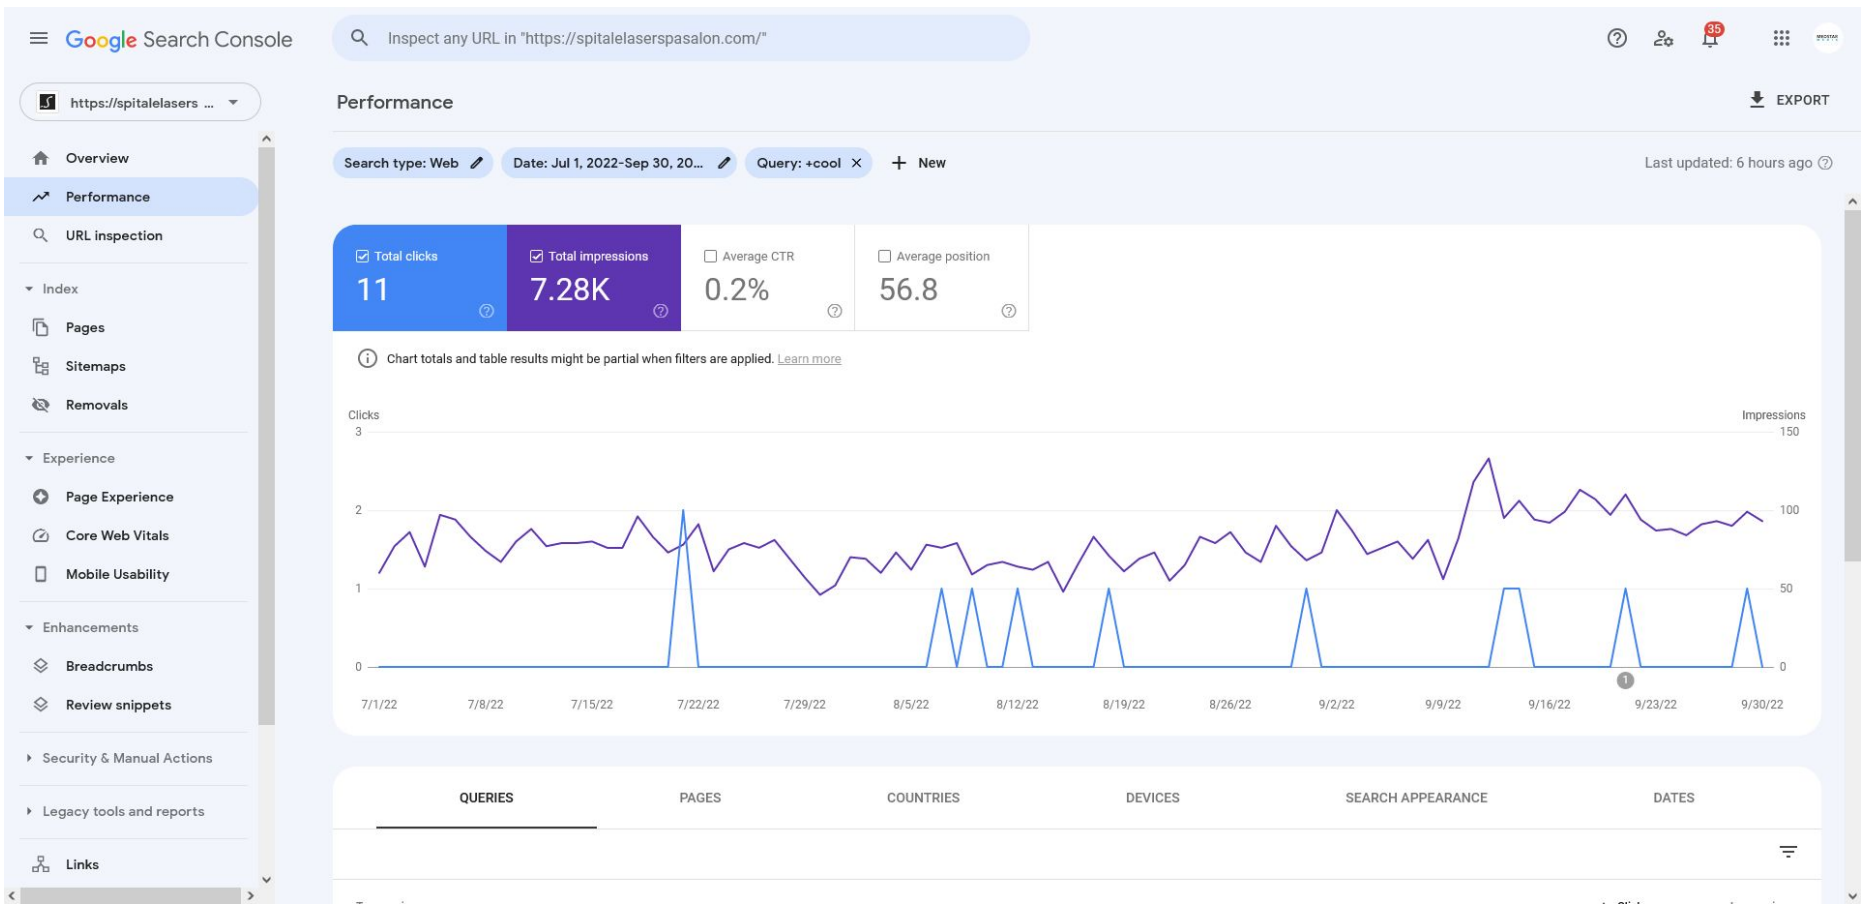 Google Search Console
Inspect any URL in "https://spitalelaserspasalon.com/"
35
https://spitalelasers ...
Performance
EXPORT
Overview
Performance
URL inspection
Index
Pages
Sitemaps
Removals
Experience
Page Experience
Core Web Vitals
Mobile Usability
Enhancements
Breadcrumbs
Review snippets
Security & Manual Actions
Legacy tools and reports
Links
Search type: Web
Date: Jul 1, 2022-Sep 30, 20...
Query: +cool
New
Last updated: 6 hours ago
Total clicks
11
Total impressions
7.28K
Average CTR
0.2%
Average position
56.8
Chart totals and table results might be partial when filters are applied. Learn more
Clicks
Impressions
3
150
2
100
1
50
0
0
1
7/1/22 7/8/22 7/15/22 7/22/22 7/29/22 8/5/22 8/12/22 8/19/22 8/26/22 9/2/22 9/9/22 9/16/22 9/23/22 9/30/22
QUERIES PAGES COUNTRIES DEVICES SEARCH APPEARANCE DATES